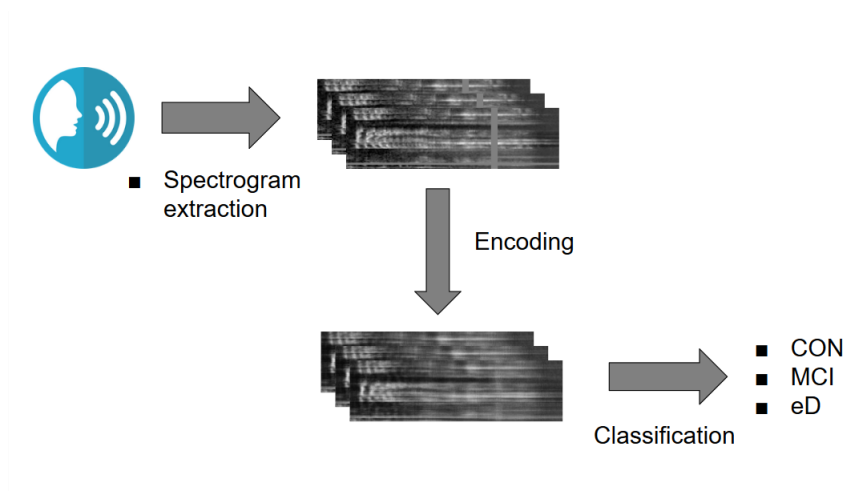 ■ Spectrogram
extraction
Encoding
Classification
■ CON
■ MCI
■ eD